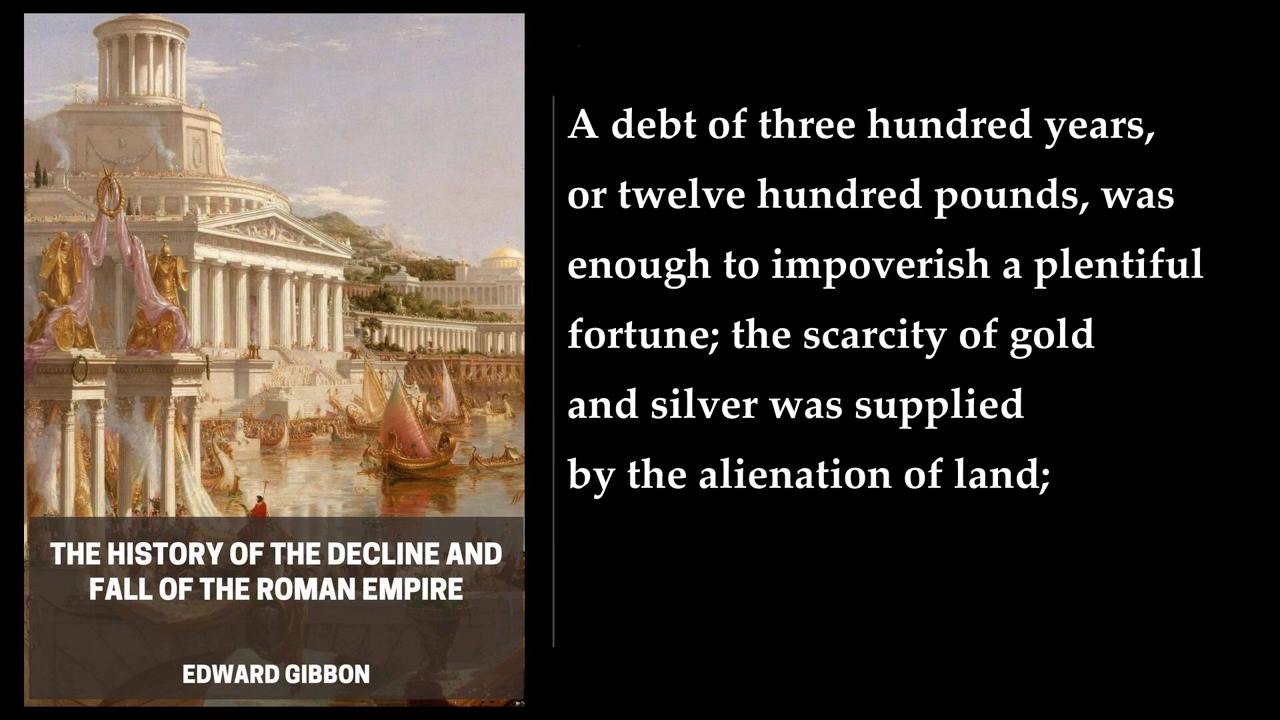 THE HISTORY OF THE DECLINE AND
FALL OF THE ROMAN EMPIRE
EDWARD GIBBON
A debt of three hundred years,
or twelve hundred pounds, was
enough to impoverish a plentiful
fortune; the scarcity of gold
and silver was supplied
by the alienation of land;